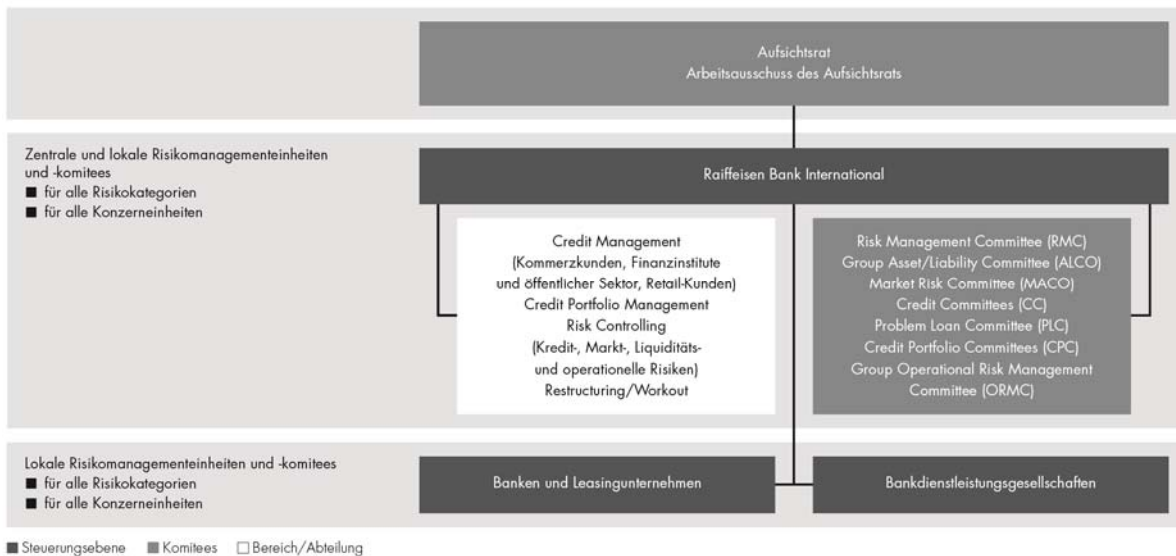 Aufsichtsrat
Arbeitsausschuss des Aufsichtsrats
Zentrale und lokale Risikomanagementeinheiten
und -komitees
■ für alle Risikokategorien
■ für alle Konzerneinheiten
Raiffeisen Bank International
Credit Management
(Kommerzkunden, Finanzinstitute
und öffentlicher Sektor, Retail-Kunden)
Credit Portfolio Management
Risk Controlling
(Kredit-, Markt-, Liquiditäts-
und operationelle Risiken)
Restructuring/Workout
Risk Management Committee (RMC)
Group Asset/Liability Committee (ALCO)
Market Risk Committee (MACO)
Credit Committees (CC)
Problem Loan Committee (PLC)
Credit Portfolio Committees (CPC)
Group Operational Risk Management
Committee (ORMC)
Lokale Risikomanagementeinheiten und -komitees
■ für alle Risikokategorien
■ für alle Konzerneinheiten
Banken und Leasingunternehmen
Bankdienstleistungsgesellschaften
■ Steuerungsebene ■ Komitees □ Bereich/Abteilung